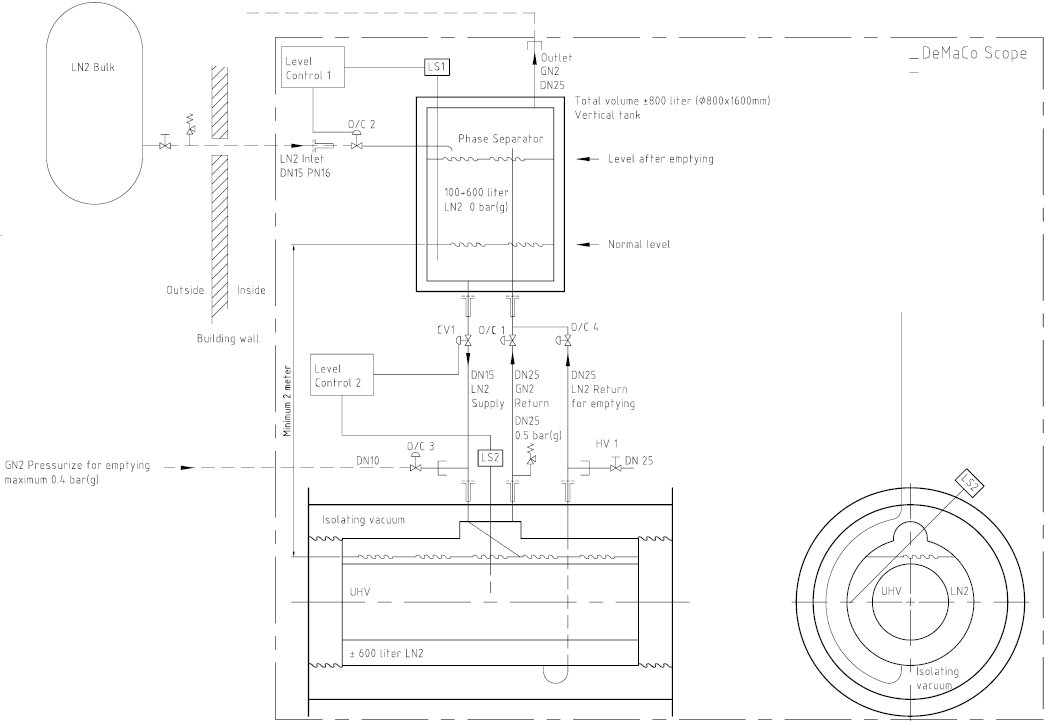 LN2 Bulk
Level
Control 1
LS1
Outlet
GN2
DN25
DeMaCo Scope
Total volume ±800 liter (Φ800x1600mm)
Vertical tank
O/C 2
Phase Separator
LN2 Inlet
DN15 PN16
Level after emptying
100+600 liter
LN2 0 bar(g)
Normal level
Outside
Inside
Building wall
CV1
O/C 1
O/C 4
Level
Control 2
Minimum 2 meter
DN15
LN2
Supply
DN25
GN2
Return
DN25
LN2 Return
for emptying
DN25
0.5 bar(g)
O/C 3
HV 1
GN2 Pressurize for emptying
maximum 0.4 bar(g)
DN10
LS2
DN 25
LS2
Isolating vacuum
UHV
± 600 liter LN2
UHV
LN2
Isolating
vacuum